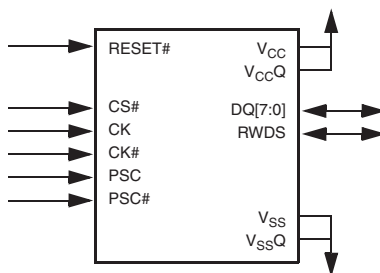 RESET#
CS#
CK
CK#
PSC
PSC#
VCC
VCCQ
DQ[7:0]
RWDS
VSS
VSSQ